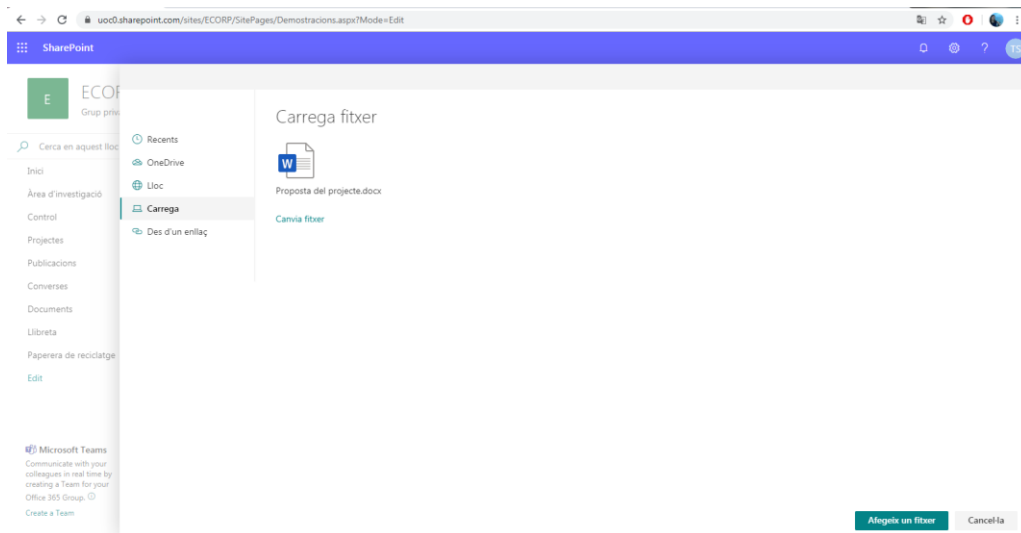 uoc0.sharepoint.com/sites/ECORP/SitePages/Demostracions.aspx?Mode=Edit
SharePoint
TS
E
ECOR
Grup priva
Cerca en aquest lloc
Inici
Àrea d'investigació
Control
Projectes
Publicacions
Converses
Documents
Llibreta
Paperera de reciclatge
Edit
Microsoft Teams
Communicate with your
colleagues in real time by
creating a Team for your
Office 365 Group.
Create a Team
Recents
OneDrive
Lloc
Carrega
Des d'un enllaç
Carrega fitxer
W
Proposta del projecte.docx
Canvia fitxer
Afegeix un fitxer
Cancel·la